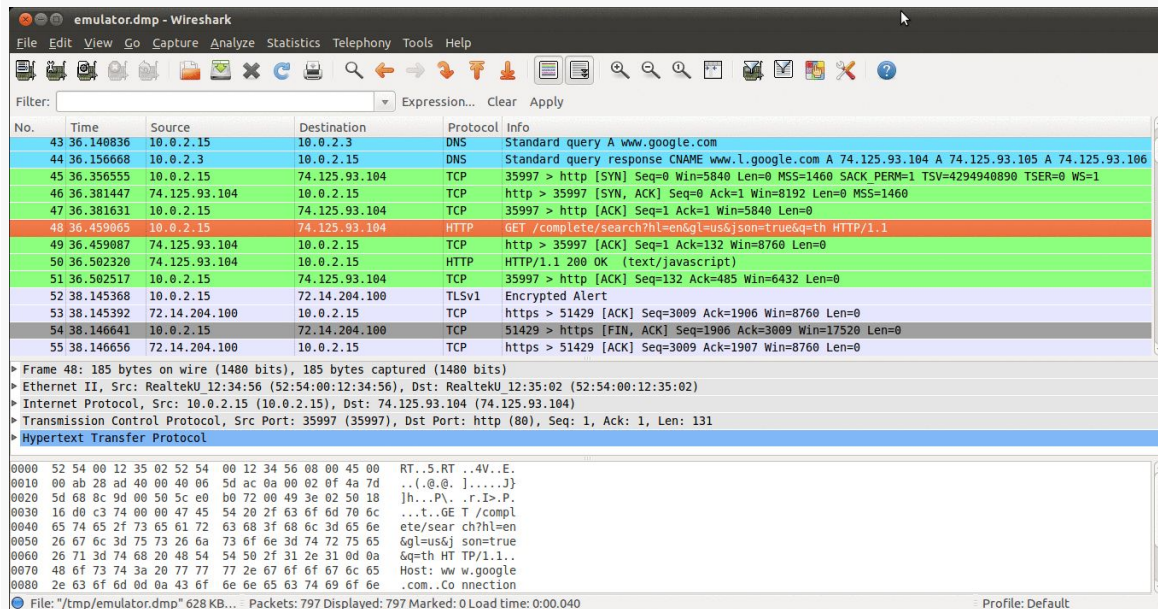 emulator.dmp - Wireshark
File Edit View Go Capture Analyze Statistics Telephony Tools Help
Filter: Expression... Clear Apply
No. Time Source Destination Protocol Info
43 36.140836 10.0.2.15 10.0.2.3 DNS Standard query A www.google.com
44 36.156668 10.0.2.3 10.0.2.15 DNS Standard query response CNAME www.l.google.com A 74.125.93.104 A 74.125.93.105 A 74.125.93.106
45 36.356555 10.0.2.15 74.125.93.104 TCP 35997 > http [SYN] Seq=0 Win=5840 Len=0 MSS=1460 SACK_PERM=1 TSV=4294940890 TSER=0 WS=1
46 36.381447 74.125.93.104 10.0.2.15 TCP http > 35997 [SYN, ACK] Seq=0 Ack=1 Win=8192 Len=0 MSS=1460
47 36.381631 10.0.2.15 74.125.93.104 TCP 35997 > http [ACK] Seq=1 Ack=1 Win=5840 Len=0
48 36.459065 10.0.2.15 74.125.93.104 HTTP GET /complete/search?hl=en&gl=us&json=true&q=th HTTP/1.1
49 36.459087 74.125.93.104 10.0.2.15 TCP http > 35997 [ACK] Seq=1 Ack=132 Win=8760 Len=0
50 36.502320 74.125.93.104 10.0.2.15 HTTP HTTP/1.1 200 OK (text/javascript)
51 36.502517 10.0.2.15 74.125.93.104 TCP 35997 > http [ACK] Seq=132 Ack=485 Win=6432 Len=0
52 38.145368 10.0.2.15 72.14.204.100 TLSv1 Encrypted Alert
53 38.145392 72.14.204.100 10.0.2.15 TCP https > 51429 [ACK] Seq=3009 Ack=1906 Win=8760 Len=0
54 38.146641 10.0.2.15 72.14.204.100 TCP 51429 > https [FIN, ACK] Seq=1906 Ack=3009 Win=17520 Len=0
55 38.146656 72.14.204.100 10.0.2.15 TCP https > 51429 [ACK] Seq=3009 Ack=1907 Win=8760 Len=0
Frame 48: 185 bytes on wire (1480 bits), 185 bytes captured (1480 bits)
Ethernet II, Src: RealtekU_12:34:56 (52:54:00:12:34:56), Dst: RealtekU_12:35:02 (52:54:00:12:35:02)
Internet Protocol, Src: 10.0.2.15 (10.0.2.15), Dst: 74.125.93.104 (74.125.93.104)
Transmission Control Protocol, Src Port: 35997 (35997), Dst Port: http (80), Seq: 1, Ack: 1, Len: 131
Hypertext Transfer Protocol
0000 52 54 00 12 35 02 52 54 00 12 34 56 08 00 45 00 RT..5.RT ..4V..E.
0010 00 ab 28 ad 40 00 40 06 5d ac 0a 00 02 0f 4a 7d ..(.@.@. ].....J}
0020 5d 68 8c 9d 00 50 5c e0 b0 72 00 49 3e 02 50 18 ]h...P\. .r.I>.P.
0030 16 d0 c3 74 00 00 47 45 54 20 2f 63 6f 6d 70 6c ...t..GE T /compl
0040 65 74 65 2f 73 65 61 72 63 68 3f 68 6c 3d 65 6e ete/sear ch?hl=en
0050 26 67 6c 3d 75 73 26 6a 73 6f 6e 3d 74 72 75 65 &gl=us&j son=true
0060 26 71 3d 74 68 20 48 54 54 50 2f 31 2e 31 0d 0a &q=th HT TP/1.1..
0070 48 6f 73 74 3a 20 77 77 77 2e 67 6f 6f 67 6c 65 Host: ww w.google
0080 2e 63 6f 6d 0d 0a 43 6f 6e 6e 65 63 74 69 6f 6e .com..Co nnection
File: "/tmp/emulator.dmp" 628 KB... Packets: 797 Displayed: 797 Marked: 0 Load time: 0:00.040 Profile: Default